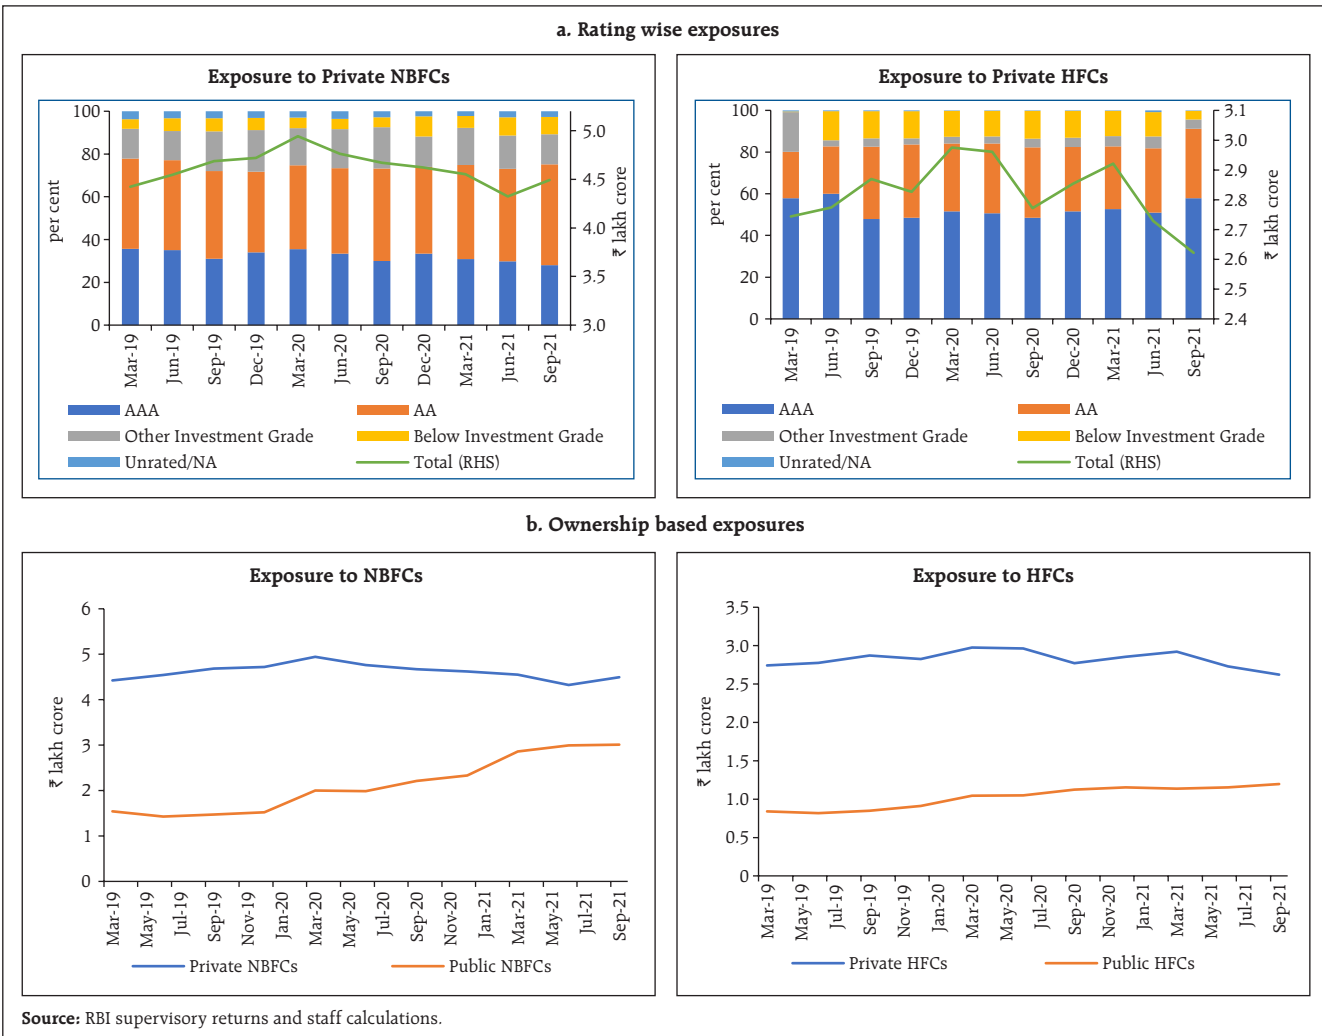 a. Rating wise exposures
Exposure to Private NBFCs
per cent
100
80
60
40
20
0
5.0
4.5
4.0
3.5
3.0
₹ lakh crore
Mar-19
Jun-19
Sep-19
Dec-19
Mar-20
Jun-20
Sep-20
Dec-20
Mar-21
Jun-21
Sep-21
AAA
AA
Other Investment Grade
Below Investment Grade
Unrated/NA
Total (RHS)
Exposure to Private HFCs
per cent
100
80
60
40
20
0
3.1
3.0
2.9
2.8
2.7
2.6
2.5
2.4
₹ lakh crore
Mar-19
Jun-19
Sep-19
Dec-19
Mar-20
Jun-20
Sep-20
Dec-20
Mar-21
Jun-21
Sep-21
AAA
AA
Other Investment Grade
Below Investment Grade
Unrated/NA
Total (RHS)
b. Ownership based exposures
Exposure to NBFCs
₹ lakh crore
6
5
4
3
2
1
0
Mar-19
May-19
Jul-19
Sep-19
Nov-19
Jan-20
Mar-20
May-20
Jul-20
Sep-20
Nov-20
Jan-21
Mar-21
May-21
Jul-21
Sep-21
Private NBFCs
Public NBFCs
Exposure to HFCs
₹ lakh crore
3.5
3.0
2.5
2.0
1.5
1.0
0.5
0
Mar-19
May-19
Jul-19
Sep-19
Nov-19
Jan-20
Mar-20
May-20
Jul-20
Sep-20
Nov-20
Jan-21
Mar-21
May-21
Jul-21
Sep-21
Private HFCs
Public HFCs
Source: RBI supervisory returns and staff calculations.